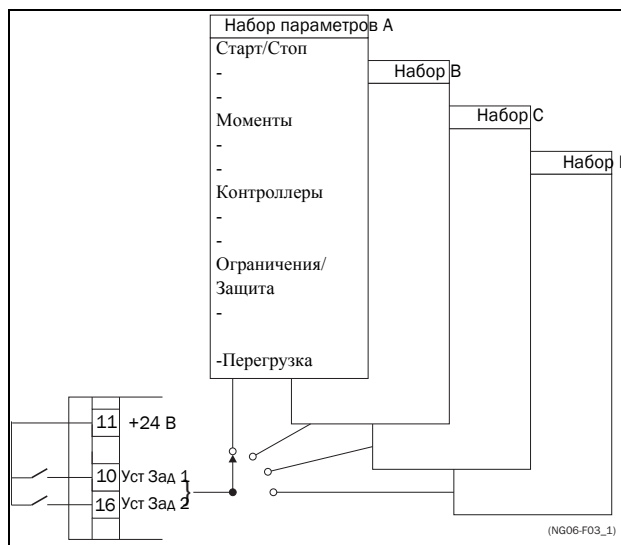 Набор параметров A
Старт/Стоп
-
-
Моменты
-
-
Контроллеры
-
-
Ограничения/
Защита
-
-Перегрузка
Набор B
Набор C
Набор
11 +24 В
10 Уст Зад 1
16 Уст Зад 2
(NG06-F03_1)